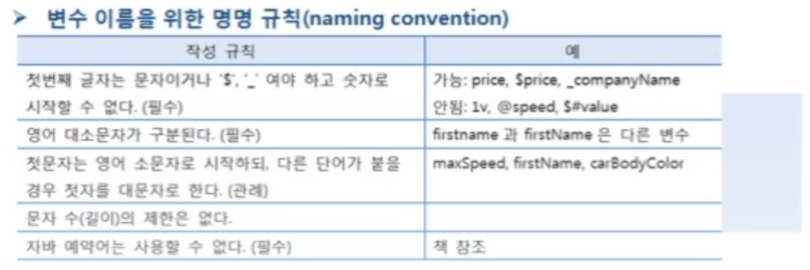 ➤ 변수 이름을 위한 명명 규칙(naming convention)
작성 규칙 예
첫번째 글자는 문자이거나 '$', '_' 여야 하고 숫자로 시작할 수 없다. (필수)
가능: price, $price, _companyName
안됨: 1v, @speed, $#value
영어 대소문자가 구분된다. (필수)
firstname 과 firstName 은 다른 변수
첫문자는 영어 소문자로 시작하되, 다른 단어가 붙을
경우 첫자를 대문자로 한다. (관례)
maxSpeed, firstName, carBodyColor
문자 수(길이)의 제한은 없다.
자바 예약어는 사용할 수 없다. (필수)
책 참조